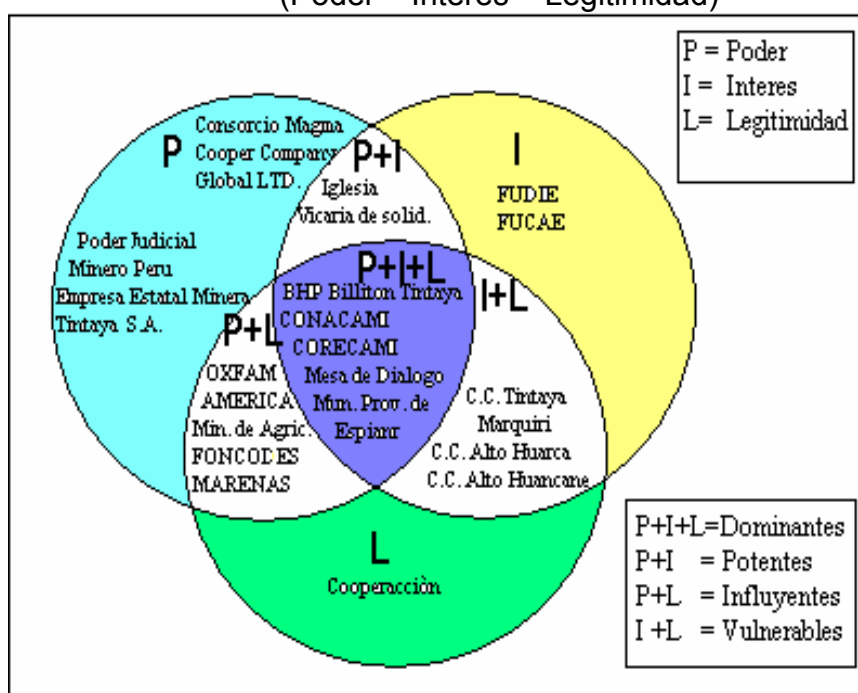 (Poder – Interes – Legitimidad)
P = Poder
I = Interes
L= Legitimidad
P
Consorcio Magma
Cooper Company
Global LTD.
Poder Judicial
Minero Peru
Empresa Estatal Minera
Tintaya S.A.
P+I
Iglesia
Vicaria de solid.
I
FUDIE
FUCAE
P+I+L
BHP Billiton Tintaya
CONACAMI
CORECAMI
Mesa de Dialogo
Mun. Prov. de
Espianr
P+L
OXFAM
AMERICA
Min. de Agric.
FONCODES
MARENAS
I+L
C.C. Tintaya
Marquiri
C.C. Alto Huarca
C.C. Alto Huancane
L
Cooperacciòn
P+I+L=Dominantes
P+I = Potentes
P+L = Influyentes
I +L = Vulnerables